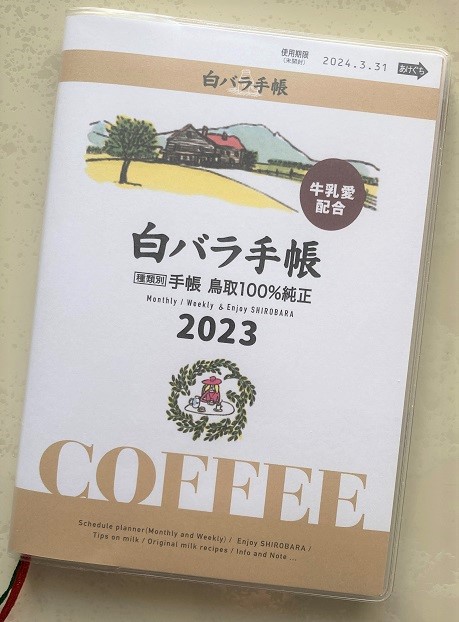 使用期限
(未開封)
2024.3.31
あけぐち
白バラ手帳
牛乳愛
配合
白バラ手帳
種類別 手帳 鳥取100%純正
Monthly / Weekly & Enjoy SHIROBARA
2023
COFFEE
Schedule planner(Monthly and Weekly) / Enjoy SHIROBARA /
Tips on milk / Original milk recipes / Info and Note ...